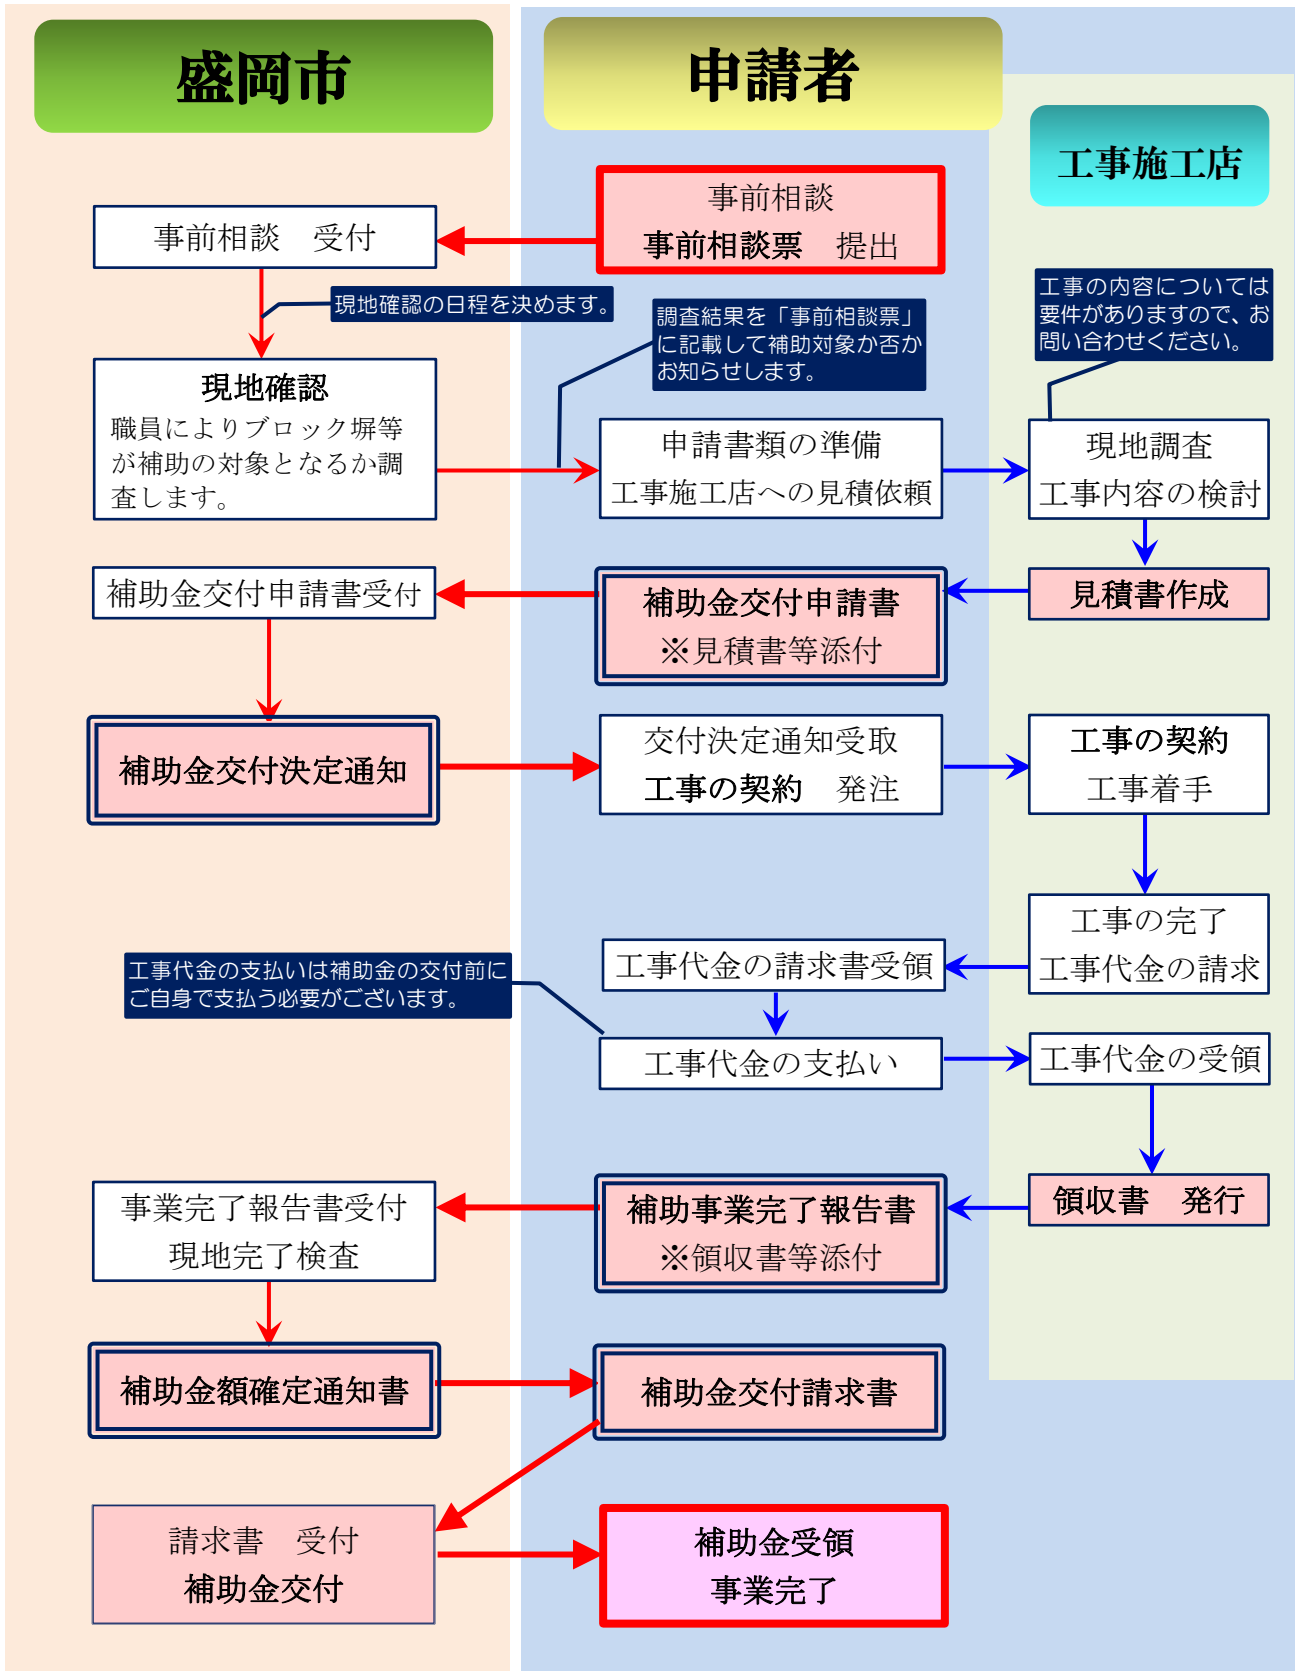 盛岡市
申請者
工事施工店
事前相談
事前相談票　提出
事前相談　受付
現地確認の日程を決めます。
調査結果を「事前相談票」
に記載して補助対象か否か
お知らせします。
工事の内容については
要件がありますので、お
問い合わせください。
現地確認
職員によりブロック塀等
が補助の対象となるか調
査します。
申請書類の準備
工事施工店への見積依頼
現地調査
工事内容の検討
見積書作成
補助金交付申請書
※見積書等添付
補助金交付申請書受付
補助金交付決定通知
交付決定通知受取
工事の契約　発注
工事の契約
工事着手
工事の完了
工事代金の請求
工事代金の請求書受領
工事代金の支払いは補助金の交付前に
ご自身で支払う必要がございます。
工事代金の支払い
工事代金の受領
領収書　発行
補助事業完了報告書
※領収書等添付
事業完了報告書受付
現地完了検査
補助金額確定通知書
補助金交付請求書
請求書　受付
補助金交付
補助金受領
事業完了